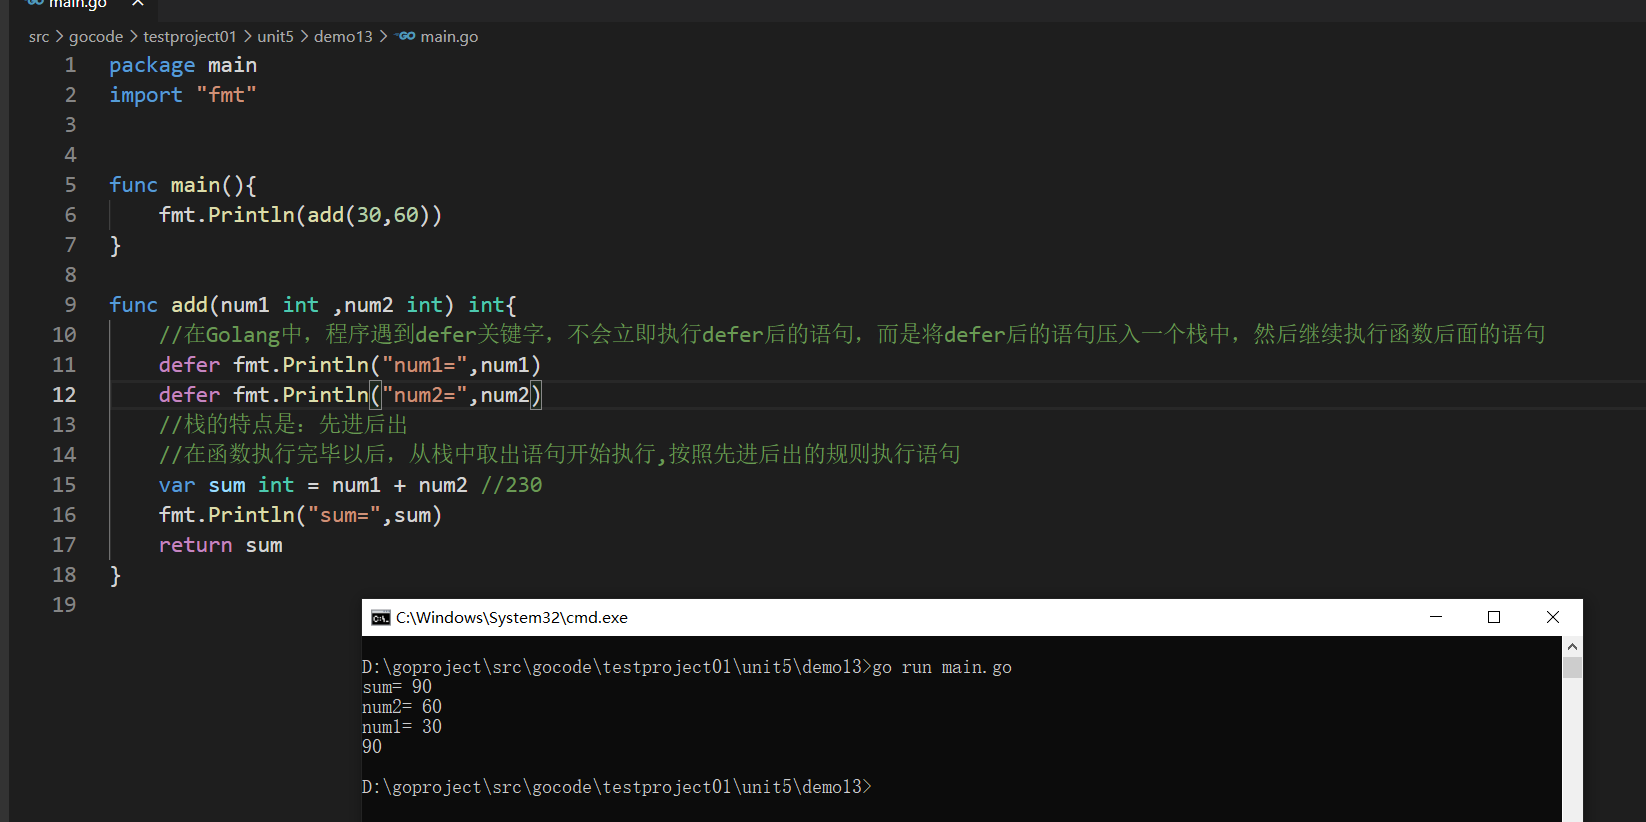 GO main.go ×
src > gocode > testproject01 > unit5 > demo13 > GO main.go
1 package main
2 import "fmt"
3
4
5 func main(){
6 fmt.Println(add(30,60))
7 }
8
9 func add(num1 int ,num2 int) int{
10 //在Golang中，程序遇到defer关键字，不会立即执行defer后的语句，而是将defer后的语句压入一个栈中，然后继续执行函数后面的语句
11 defer fmt.Println("num1=",num1)
12 defer fmt.Println("num2=",num2)
13 //栈的特点是：先进后出
14 //在函数执行完毕以后，从栈中取出语句开始执行,按照先进后出的规则执行语句
15 var sum int = num1 + num2 //230
16 fmt.Println("sum=",sum)
17 return sum
18 }
19
C:\Windows\System32\cmd.exe
D:\goproject\src\gocode\testproject01\unit5\demo13>go run main.go
sum= 90
num2= 60
num1= 30
90
D:\goproject\src\gocode\testproject01\unit5\demo13>